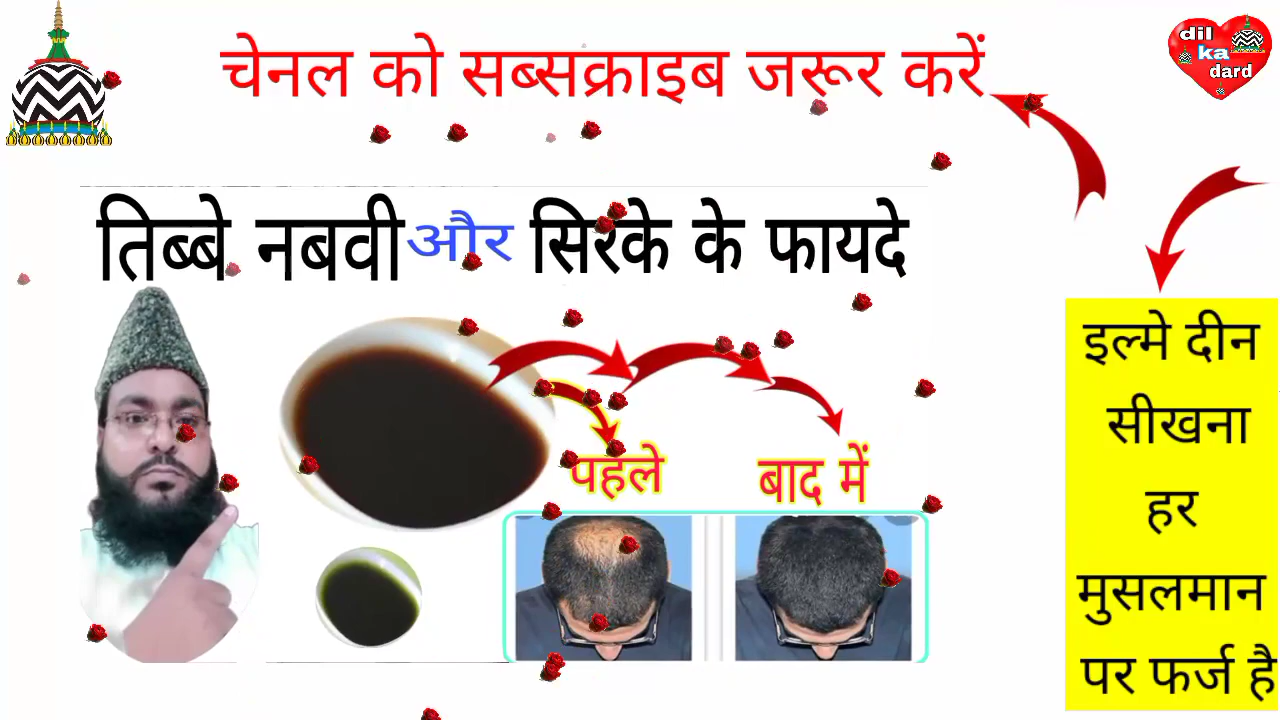 चेनल को सब्सक्राइब जरूर करें
dil
ka
dard
तिब्बे नबवी और सिरके के फायदे
पहले
बाद में
इल्मे दीन
सीखना
हर
मुसलमान
पर फर्ज है